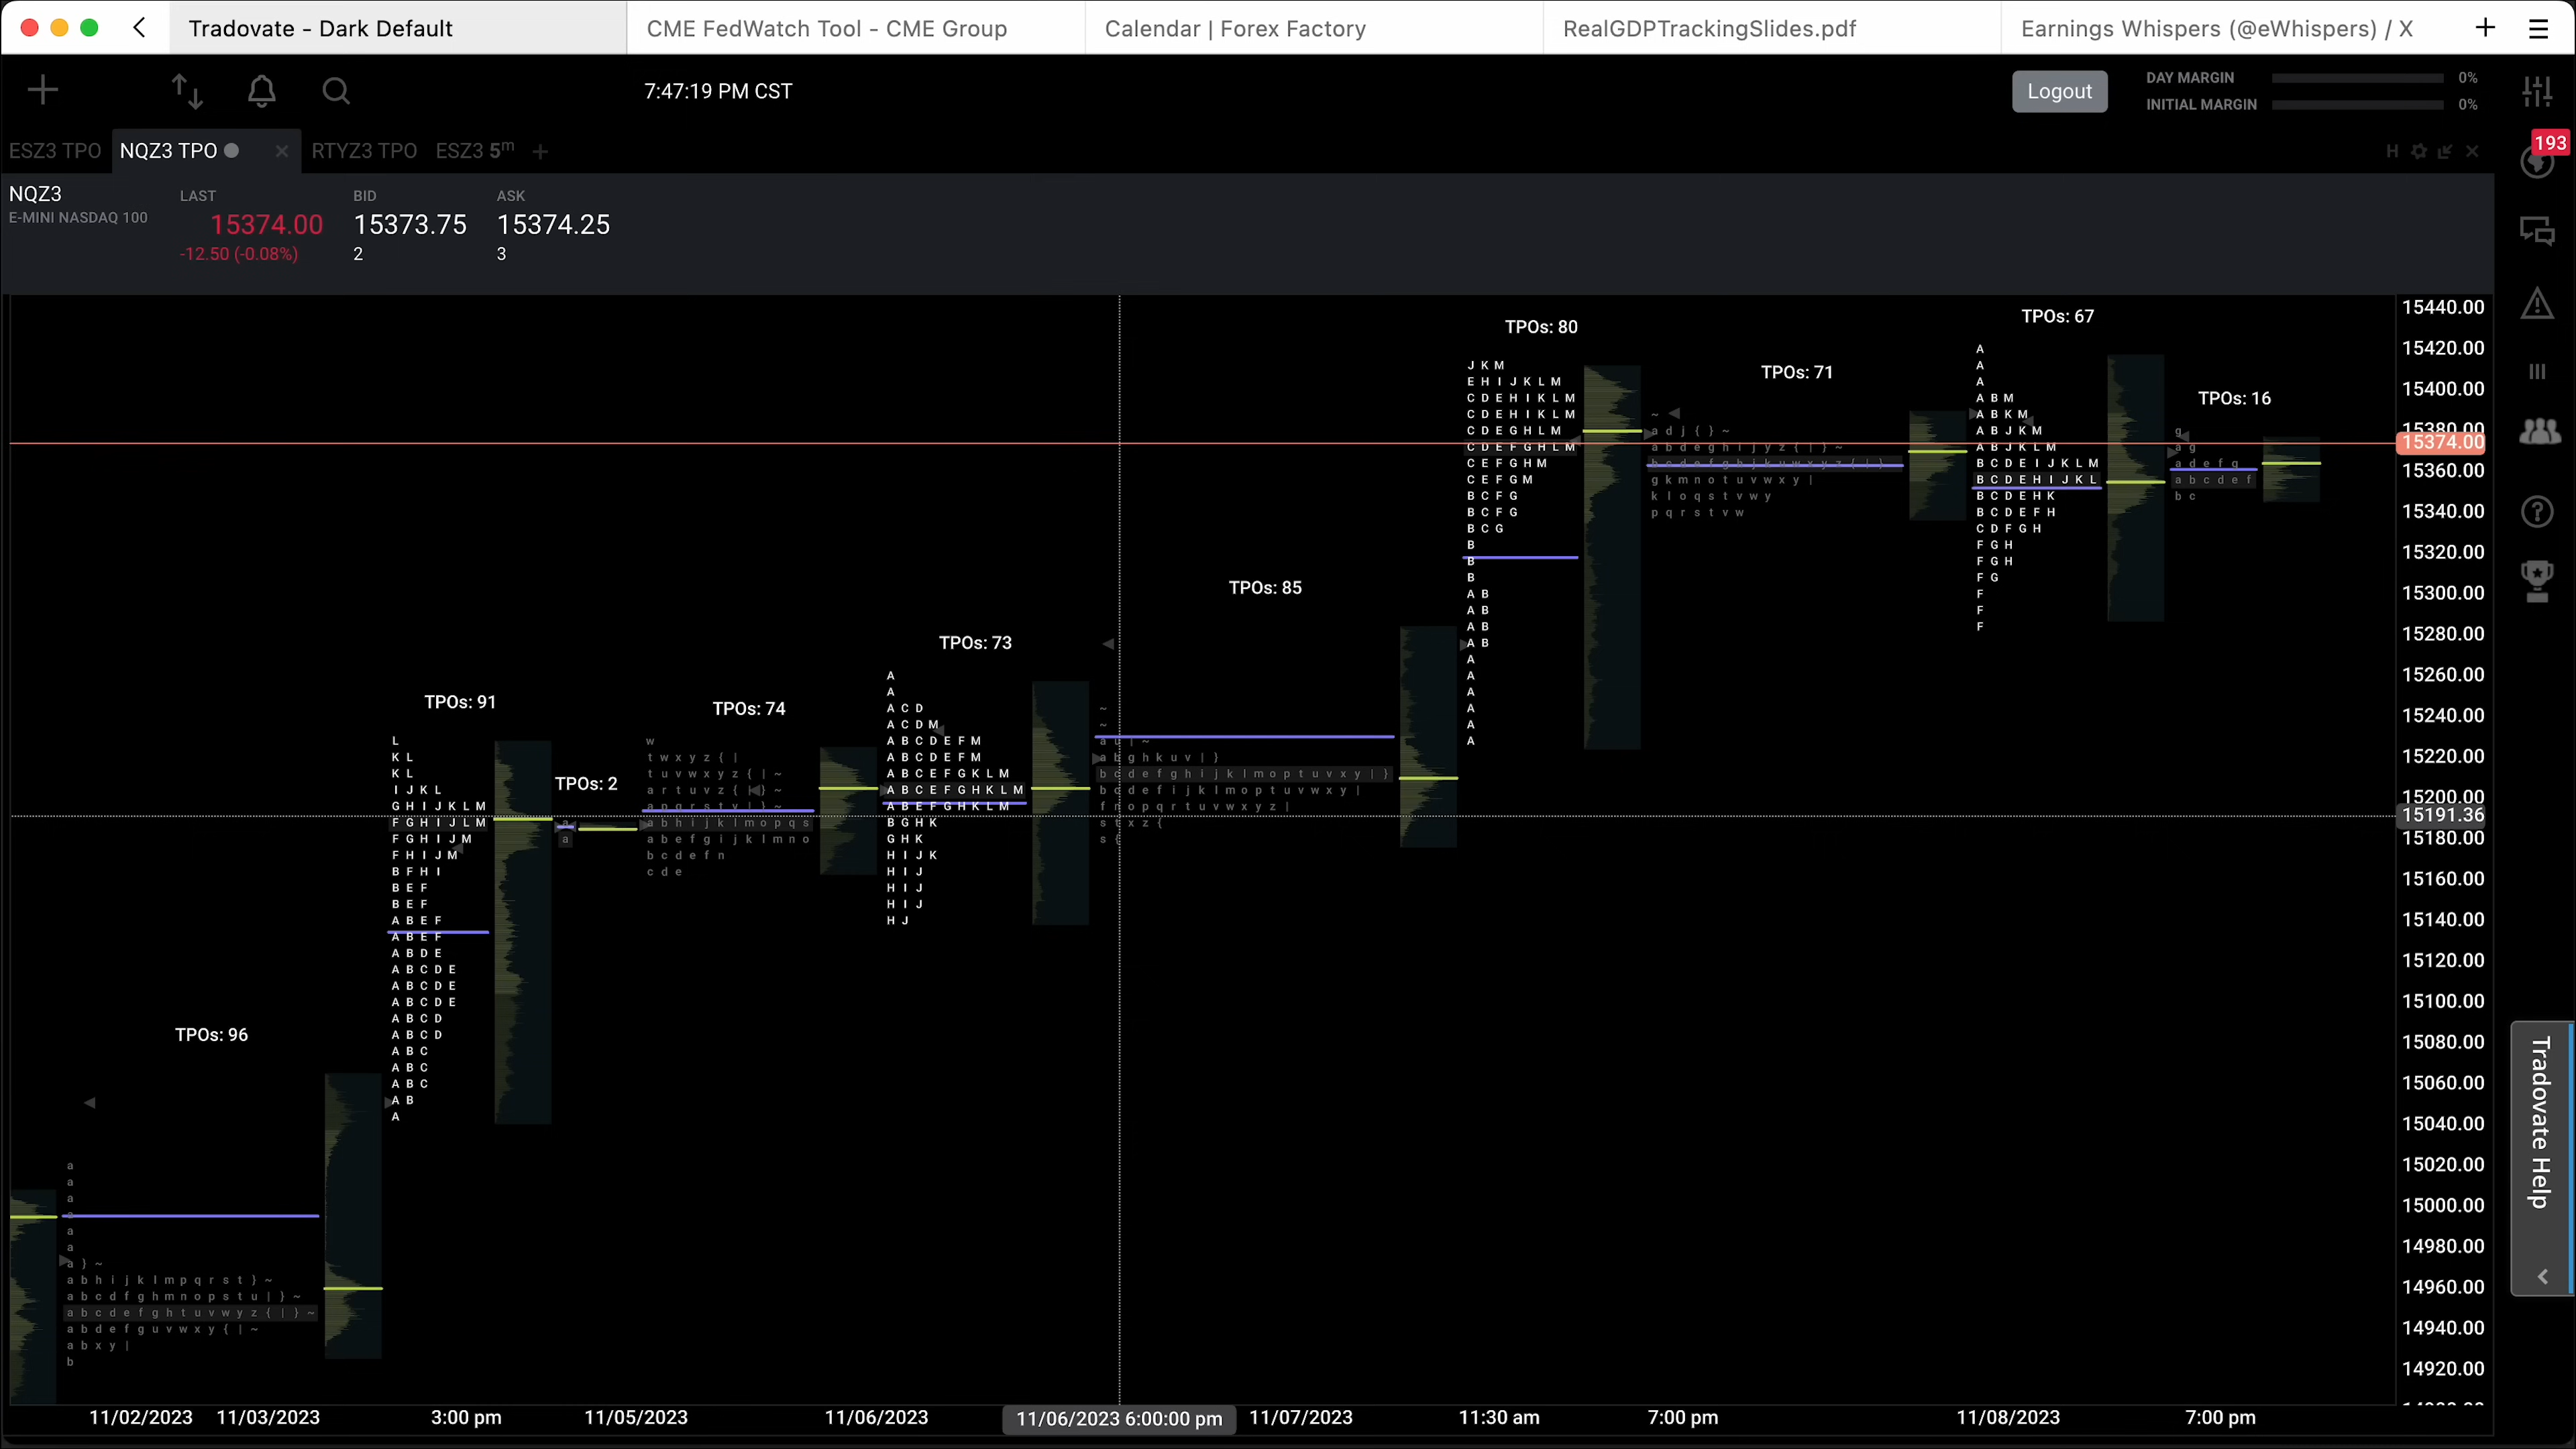 Tradovate - Dark Default
CME FedWatch Tool - CME Group
Calendar | Forex Factory
RealGDPTrackingSlides.pdf
Earnings Whispers (@eWhispers) / X
7:47:19 PM CST
Logout
DAY MARGIN 0%
INITIAL MARGIN 0%
193
ESZ3 TPO
NQZ3 TPO
RTYZ3 TPO
ESZ3 5m
H
NQZ3
E-MINI NASDAQ 100
LAST
15374.00
-12.50 (-0.08%)
BID
15373.75
2
ASK
15374.25
3
TPOs: 96
a
a
a
a
a
a
a } ~
a b h i j k l m p q r s t } ~
a b c d f g h m n o p s t u | } ~
a b c d e f g h t u v w y z { | } ~
a b d e f g u v w x y { | ~
a b x y |
b
TPOs: 91
L
K L
K L
I J K L
G H I J K L M
F G H I J L M
F G H I J M
F H I J M
B F H I
B E F
B E F
A B E F
A B E F
A B D E
A B C D E
A B C D E
A B C D E
A B C D
A B C D
A B C
A B C
A B C
A B
A
TPOs: 2
a
a
TPOs: 74
w
t w x y z { |
t u v w x y z { | ~
a b h i j k l m o p q s
a b e f g i j k l m n o
b c d e f n
c d e
TPOs: 73
A
A
A C D
A C D M
A B C D E F M
A B C D E F M
A B C E F G K L M
A B C E F G H K L M
A B E F G H K L M
B G H K
G H K
H I J K
H I J
H I J
H I J
H J
TPOs: 85
~
~
a u | ~
a b g h k u v | }
b c d e f g h i j k l m o p t u v x y | }
b c d e f i j k l m o p t u v w x y |
f n o p q r t u v w x y z |
s t x z {
s {
TPOs: 80
J K M
E H I J K L M
C D E H I K L M
C D E H I K L M
C D E G H L M
C D E F G H L M
C E F G H M
C E F G M
B C F G
B C F G
B C G
B
B
B
A B
A B
A B
A B
A
A
A
A
A
A
TPOs: 71
~
a d j { } ~
a b d e g h i j y z { | } ~
g k m n o t u v w x y |
k l o q s t v w y
p q r s t v w
TPOs: 67
A
A
A
A B M
A B K M
A B J K M
A B J K L M
B C D E I J K L M
B C D E H I J K L
B C D E H K
B C D E F H
C D F G H
F G H
F G H
F G
F
F
F
TPOs: 16
g
a g
a d e f g
a b c d e f
b c
15440.00
15420.00
15400.00
15380.00
15374.00
15360.00
15340.00
15320.00
15300.00
15280.00
15260.00
15240.00
15220.00
15200.00
15191.36
15180.00
15160.00
15140.00
15120.00
15100.00
15080.00
15060.00
15040.00
15020.00
15000.00
14980.00
14960.00
14940.00
14920.00
11/02/2023
11/03/2023
3:00 pm
11/05/2023
11/06/2023
11/06/2023 6:00:00 pm
11/07/2023
11:30 am
7:00 pm
11/08/2023
7:00 pm
Tradovate Help